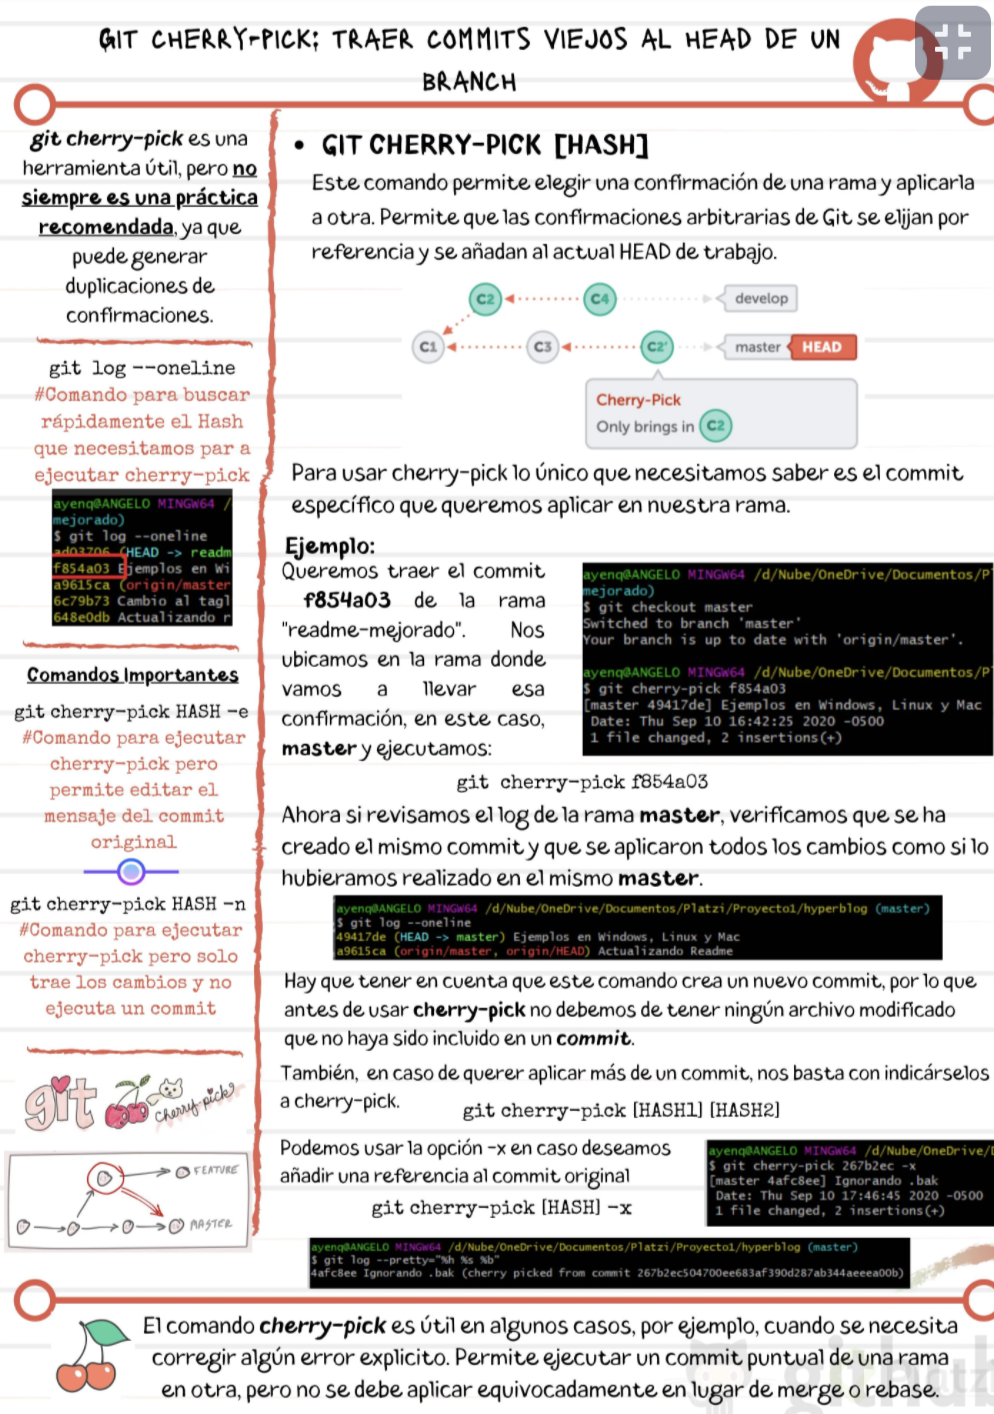 GIT CHERRY-PICK: TRAER COMMITS VIEJOS AL HEAD DE UN
BRANCH
git cherry-pick es una
herramienta útil, pero no
siempre es una práctica
recomendada, ya que
puede generar
duplicaciones de
confirmaciones.
git log --oneline
#Comando para buscar
rápidamente el Hash
que necesitamos par a
ejecutar cherry-pick
ayenq@ANGELO MINGW64 /
mejorado)
$ git log --oneline
ad03706 (HEAD -> readm
f854a03 Ejemplos en Wi
a9615ca (origin/master
6c79b73 Cambio al tagl
648e0db Actualizando r
Comandos Importantes
git cherry-pick HASH -e
#Comando para ejecutar
cherry-pick pero
permite editar el
mensaje del commit
original
git cherry-pick HASH -n
#Comando para ejecutar
cherry-pick pero solo
trae los cambios y no
ejecuta un commit
git
cherry-pick
FEATURE
MASTER
• GIT CHERRY-PICK [HASH]
Este comando permite elegir una confirmación de una rama y aplicarla
a otra. Permite que las confirmaciones arbitrarias de Git se elijan por
referencia y se añadan al actual HEAD de trabajo.
C2 C4 develop
C1 C3 C2' master HEAD
Cherry-Pick
Only brings in C2
Para usar cherry-pick lo único que necesitamos saber es el commit
específico que queremos aplicar en nuestra rama.
Ejemplo:
Queremos traer el commit
f854a03 de la rama
"readme-mejorado". Nos
ubicamos en la rama donde
vamos a llevar esa
confirmación, en este caso,
master y ejecutamos:
ayenq@ANGELO MINGW64 /d/Nube/OneDrive/Documentos/P
mejorado)
$ git checkout master
Switched to branch 'master'
Your branch is up to date with 'origin/master'.
ayenq@ANGELO MINGW64 /d/Nube/OneDrive/Documentos/P
$ git cherry-pick f854a03
[master 49417de] Ejemplos en Windows, Linux y Mac
Date: Thu Sep 10 16:42:25 2020 -0500
1 file changed, 2 insertions(+)
git cherry-pick f854a03
Ahora si revisamos el log de la rama master, verificamos que se ha
creado el mismo commit y que se aplicaron todos los cambios como si lo
hubieramos realizado en el mismo master.
ayenq@ANGELO MINGW64 /d/Nube/OneDrive/Documentos/Platzi/Proyecto1/hyperblog (master)
$ git log --oneline
49417de (HEAD -> master) Ejemplos en Windows, Linux y Mac
a9615ca (origin/master, origin/HEAD) Actualizando Readme
Hay que tener en cuenta que este comando crea un nuevo commit, por lo que
antes de usar cherry-pick no debemos de tener ningún archivo modificado
que no haya sido incluido en un commit.
También, en caso de querer aplicar más de un commit, nos basta con indicárselos
a cherry-pick.
git cherry-pick [HASH1] [HASH2]
Podemos usar la opción -x en caso deseamos
añadir una referencia al commit original
git cherry-pick [HASH] -x
ayenq@ANGELO MINGW64 /d/Nube/OneDrive/
$ git cherry-pick 267b2ec -x
[master 4afc8ee] Ignorando .bak
Date: Thu Sep 10 17:46:45 2020 -0500
1 file changed, 2 insertions(+)
ayenq@ANGELO MINGW64 /d/Nube/OneDrive/Documentos/Platzi/Proyecto1/hyperblog (master)
$ git log --pretty="%h %s %b"
4afc8ee Ignorando .bak (cherry picked from commit 267b2ec504700ee683af390d287ab344aeeea00b)
El comando cherry-pick es útil en algunos casos, por ejemplo, cuando se necesita
corregir algún error explicito. Permite ejecutar un commit puntual de una rama
en otra, pero no se debe aplicar equivocadamente en lugar de merge o rebase.
github